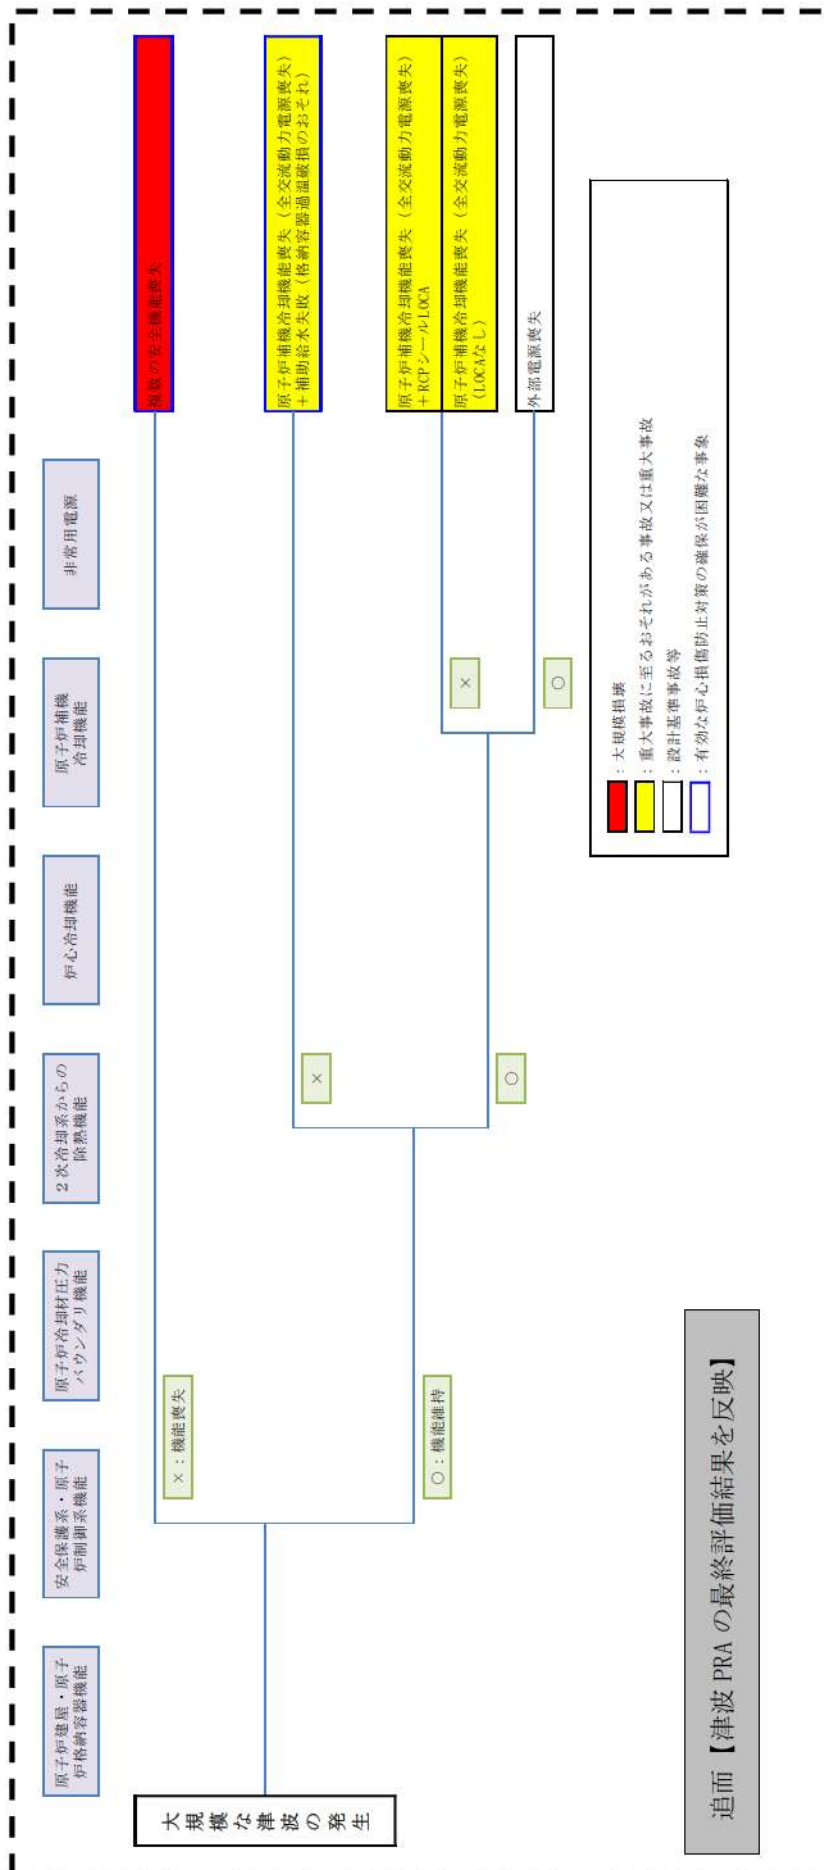 大規模な津波の発生
原子炉建屋・原子
炉格納容器機能
安全保護系・原子
炉制御系機能
原子炉冷却材圧力
バウンダリ機能
2次冷却系からの
除熱機能
炉心冷却機能
原子炉補機
冷却機能
非常用電源
×：機能喪失
○：機能維持
×
○
×
○
複数の安全機能喪失
原子炉補機冷却機能喪失（全交流動力電源喪失）
＋補助給水失敗（格納容器過温破損のおそれ）
原子炉補機冷却機能喪失（全交流動力電源喪失）
＋RCPシールLOCA
原子炉補機冷却機能喪失（全交流動力電源喪失）
（LOCAなし）
外部電源喪失
：大規模損壊
：重大事故に至るおそれがある事故又は重大事故
：設計基準事故等
：有効な炉心損傷防止対策の確保が困難な事象
追而【津波PRAの最終評価結果を反映】